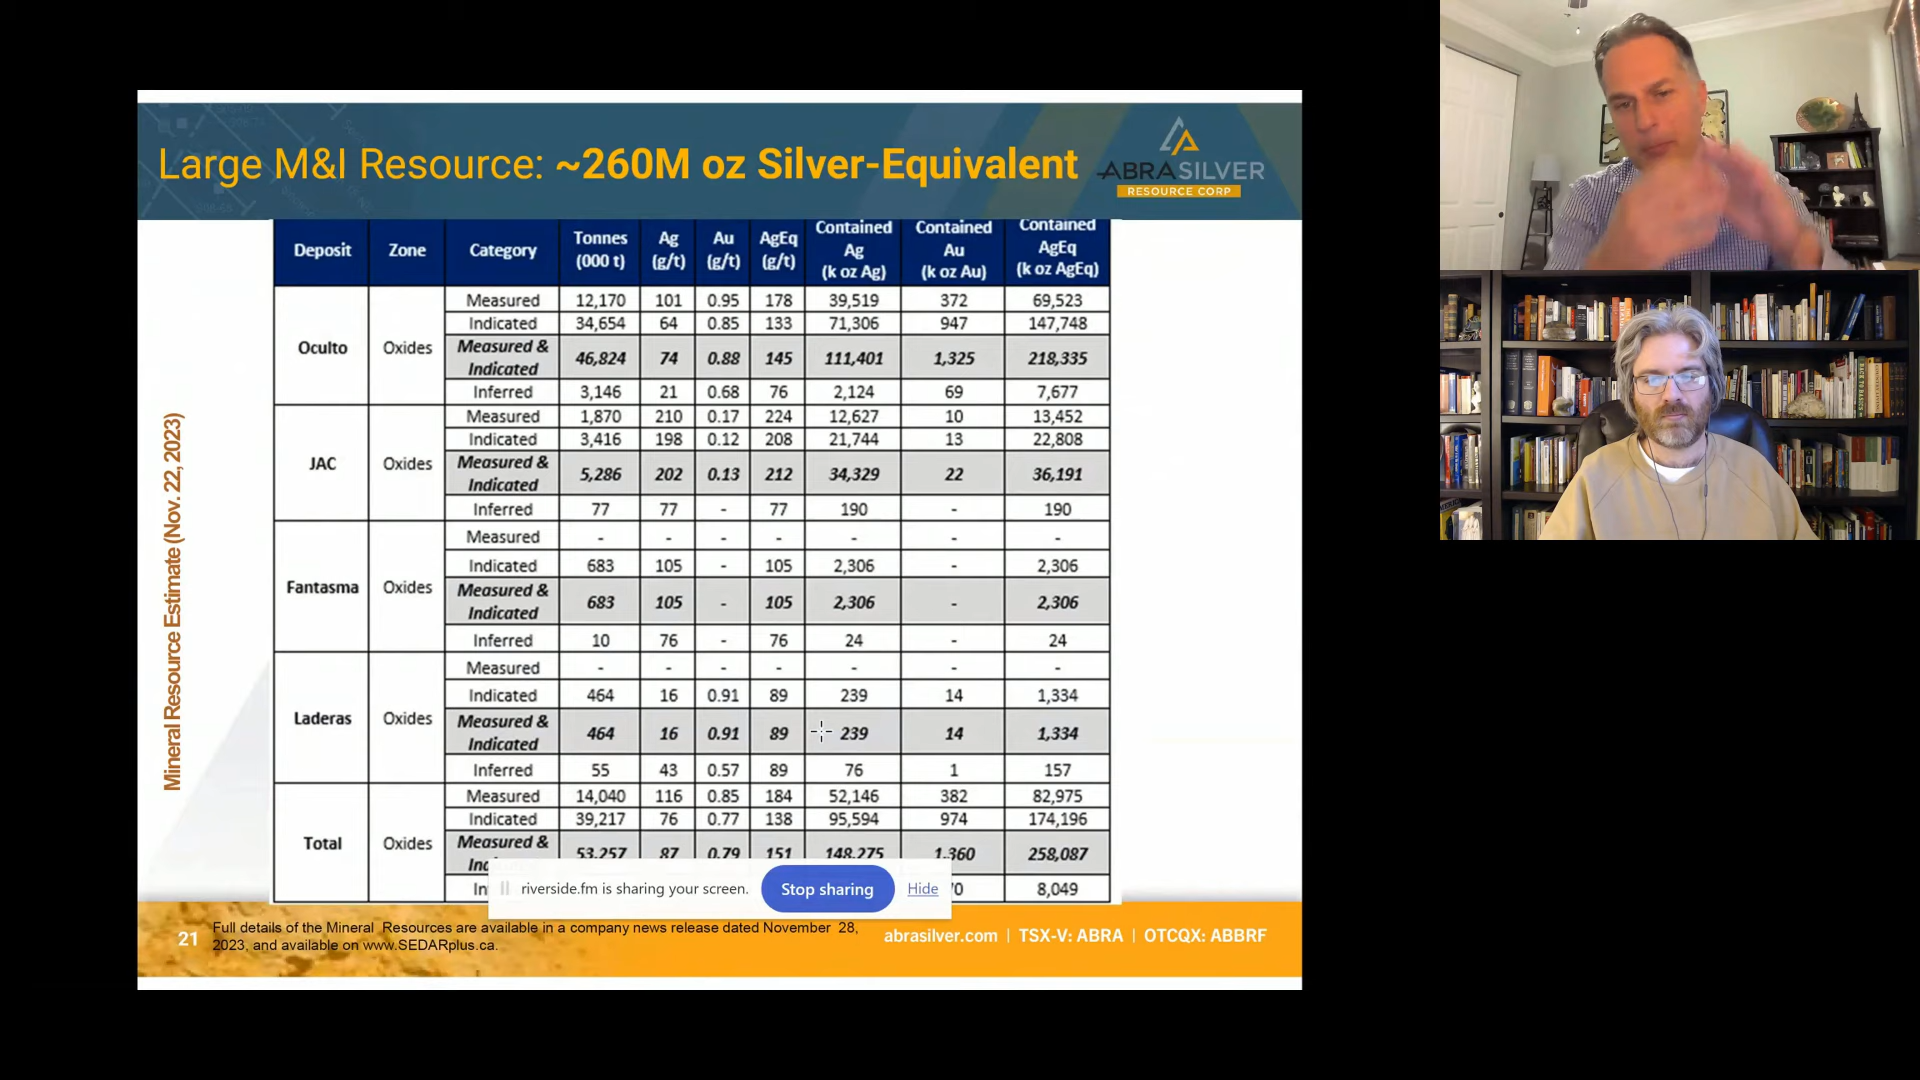 Large M&I Resource: ~260M oz Silver-Equivalent
ABRASILVER
RESOURCE CORP
Mineral Resource Estimate (Nov. 22, 2023)
Deposit Zone Category Tonnes (000 t) Ag (g/t) Au (g/t) AgEq (g/t) Contained Ag (k oz Ag) Contained Au (k oz Au) Contained AgEq (k oz AgEq)
Oculto Oxides
Measured 12,170 101 0.95 178 39,519 372 69,523
Indicated 34,654 64 0.85 133 71,306 947 147,748
Measured & Indicated 46,824 74 0.88 145 111,401 1,325 218,335
Inferred 3,146 21 0.68 76 2,124 69 7,677
JAC Oxides
Measured 1,870 210 0.17 224 12,627 10 13,452
Indicated 3,416 198 0.12 208 21,744 13 22,808
Measured & Indicated 5,286 202 0.13 212 34,329 22 36,191
Inferred 77 77 - 77 190 - 190
Fantasma Oxides
Measured - - - - - - -
Indicated 683 105 - 105 2,306 - 2,306
Measured & Indicated 683 105 - 105 2,306 - 2,306
Inferred 10 76 - 76 24 - 24
Laderas Oxides
Measured - - - - - - -
Indicated 464 16 0.91 89 239 14 1,334
Measured & Indicated 464 16 0.91 89 239 14 1,334
Inferred 55 43 0.57 89 76 1 157
Total Oxides
Measured 14,040 116 0.85 184 52,146 382 82,975
Indicated 39,217 76 0.77 138 95,594 974 174,196
Measured & 53,257 87 0.79 151 148,275 1,360 258,087
8,049
riverside.fm is sharing your screen. Stop sharing Hide
21
Full details of the Mineral Resources are available in a company news release dated November 28,
2023, and available on www.SEDARplus.ca.
abrasilver.com | TSX-V: ABRA | OTCQX: ABBRF